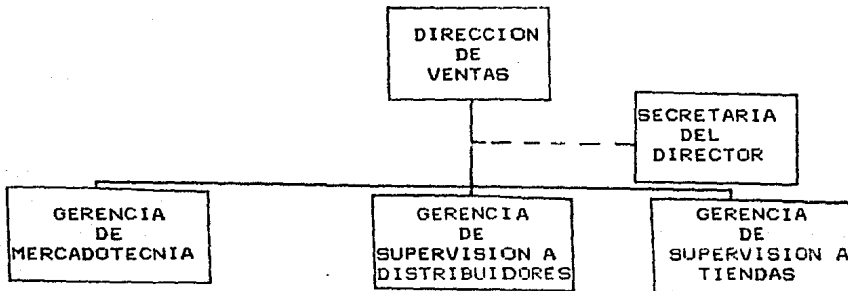 DIRECCION
DE
VENTAS
SECRETARIA
DEL
DIRECTOR
GERENCIA
DE
MERCADOTECNIA
GERENCIA
DE
SUPERVISION A
DISTRIBUIDORES
GERENCIA
DE
SUPERVISION A
TIENDAS